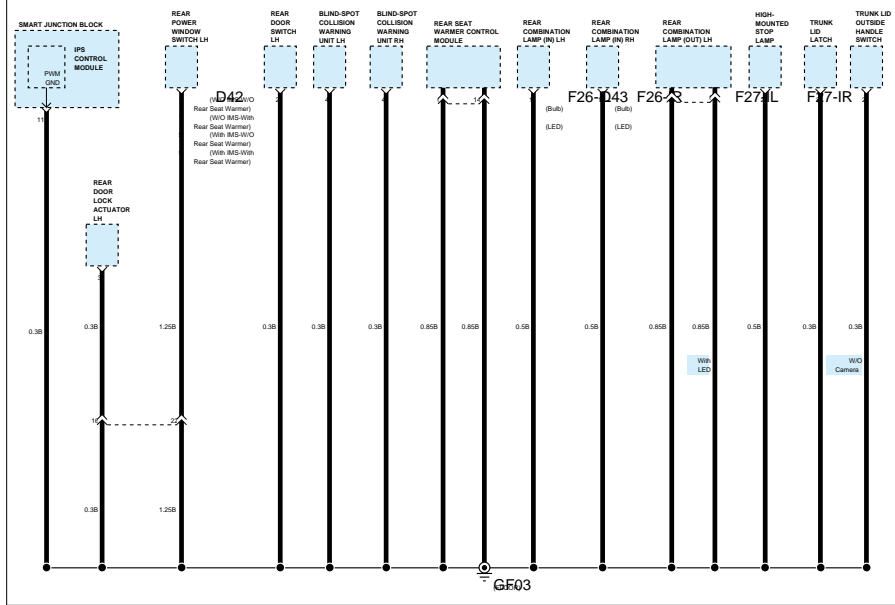 SMART JUNCTION BLOCK
IPS
CONTROL
MODULE
PWM
GND
11
REAR
POWER
WINDOW
SWITCH LH
REAR
DOOR
SWITCH
LH
BLIND-SPOT
COLLISION
WARNING
UNIT LH
BLIND-SPOT
COLLISION
WARNING
UNIT RH
REAR SEAT
WARMER CONTROL
MODULE
REAR
COMBINATION
LAMP (IN) LH
REAR
COMBINATION
LAMP (IN) RH
REAR
COMBINATION
LAMP (OUT) LH
HIGH-
MOUNTED
STOP
LAMP
TRUNK
LID
LATCH
TRUNK LID
OUTSIDE
HANDLE
SWITCH
D42
(W/O IMS-W/O
Rear Seat Warmer)
(W/O IMS-With
Rear Seat Warmer)
(With IMS-W/O
Rear Seat Warmer)
(With IMS-With
Rear Seat Warmer)
(Bulb)
(LED)
D43
(Bulb)
(LED)
REAR
DOOR
LOCK
ACTUATOR
LH
0.3B
0.3B
1.25B
0.3B
0.3B
0.3B
0.85B
0.85B
0.5B
0.5B
0.85B
0.85B
0.5B
0.3B
0.3B
With
LED
W/O
Camera
16
22
0.3B
1.25B
GF03